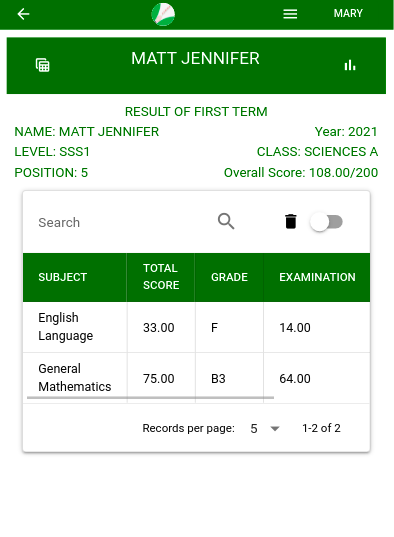 MARY
MATT JENNIFER
RESULT OF FIRST TERM
NAME: MATT JENNIFER Year: 2021
LEVEL: SSS1 CLASS: SCIENCES A
POSITION: 5 Overall Score: 108.00/200
Search
SUBJECT TOTAL SCORE GRADE EXAMINATION
English Language 33.00 F 14.00
General Mathematics 75.00 B3 64.00
Records per page: 5 1-2 of 2